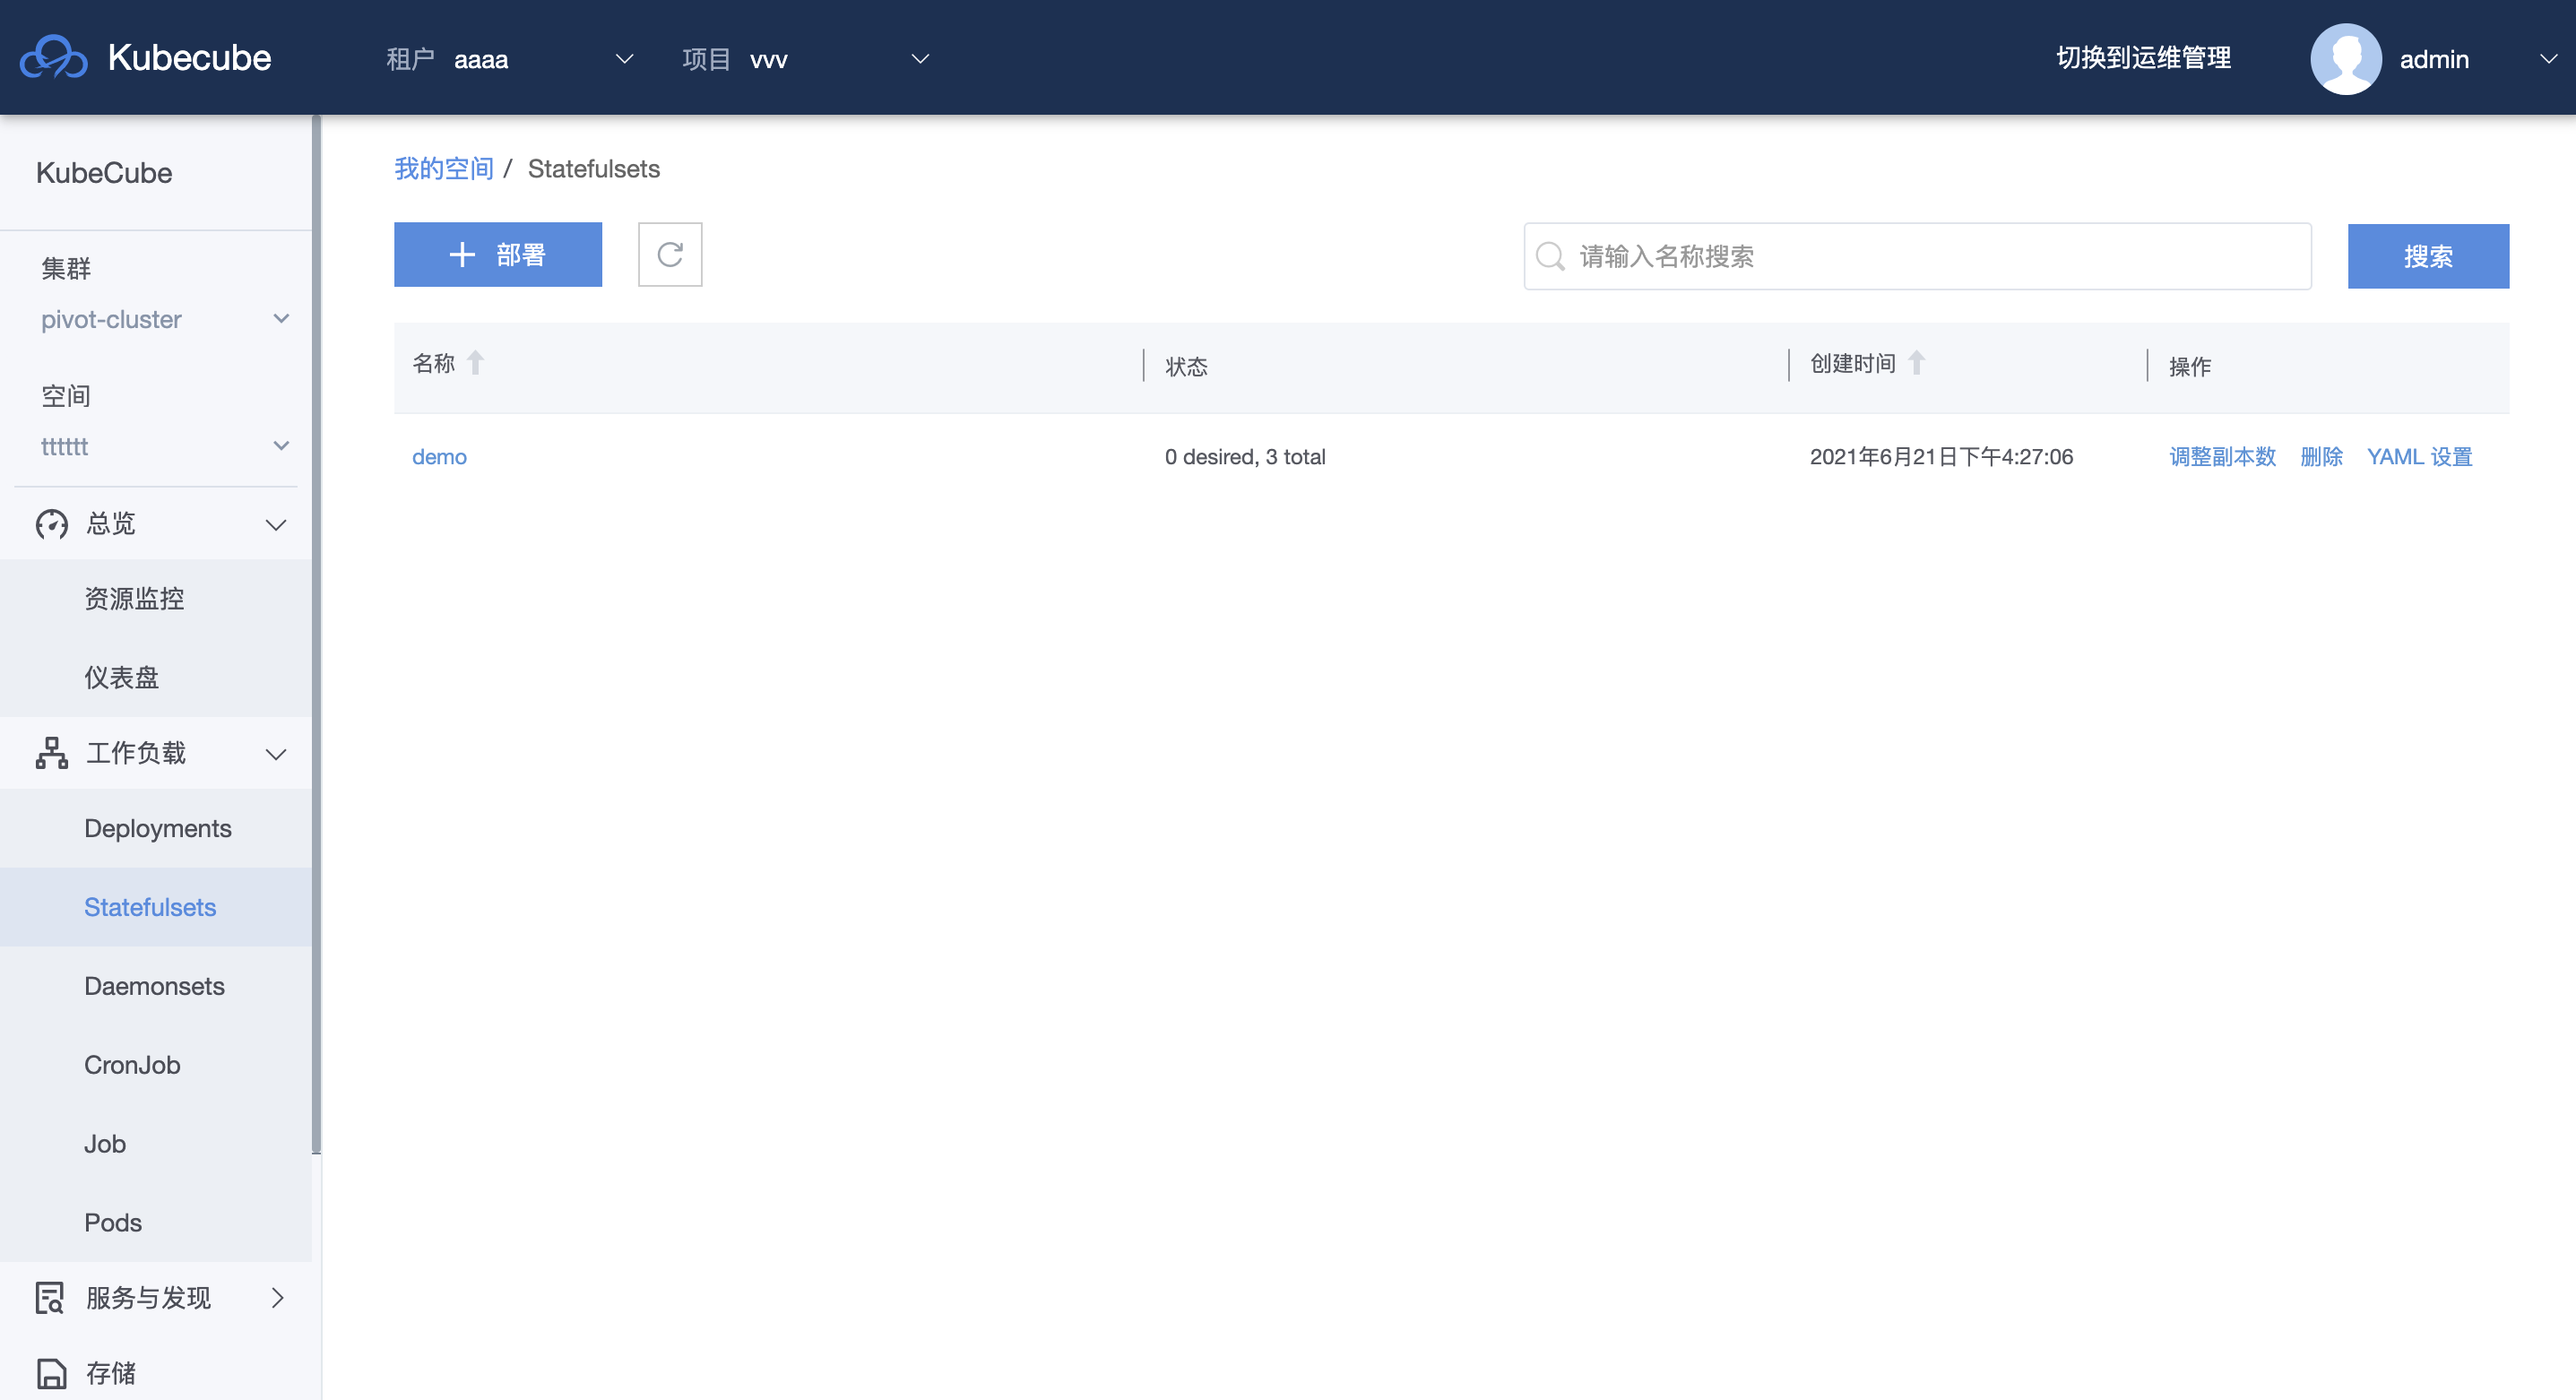 Kubecube 租户 aaaa 项目 vvv 切换到运维管理 admin
KubeCube
集群
pivot-cluster
空间
tttttt
总览
资源监控
仪表盘
工作负载
Deployments
Statefulsets
Daemonsets
CronJob
Job
Pods
服务与发现
存储
我的空间 / Statefulsets
部署 请输入名称搜索 搜索
名称 状态 创建时间 操作
demo 0 desired, 3 total 2021年6月21日下午4:27:06 调整副本数 删除 YAML 设置